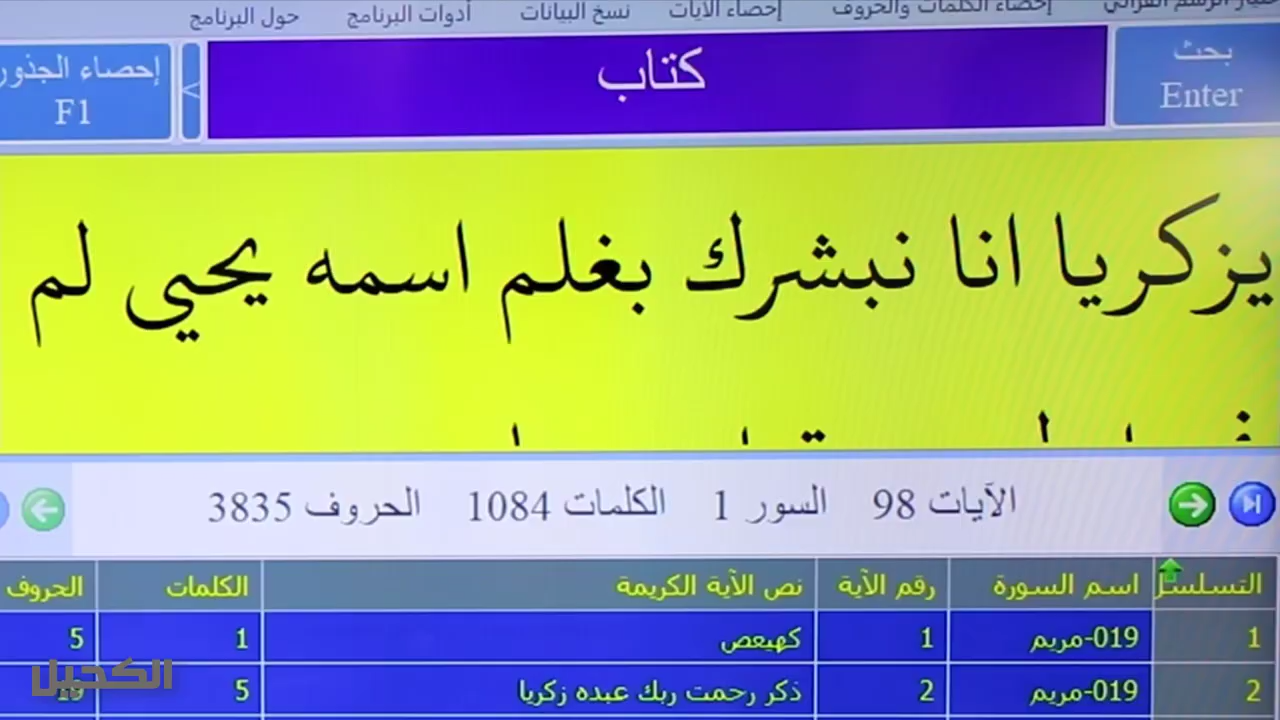 إحصاء الكلمات والحروف إحصاء الآيات نسخ البيانات أدوات البرنامج حول البرنامج
بحث كتاب > إحصاء الجذور
Enter F1
يزكريا انا نبشرك بغلم اسمه يحيي لم
الآيات 98 السور 1 الكلمات 1084 الحروف 3835
التسلسل اسم السورة رقم الآية نص الآية الكريمة الكلمات الحروف
1 019-مريم 1 كهيعص 1 5
2 019-مريم 2 ذكر رحمت ربك عبده زكريا 5
الكحيل